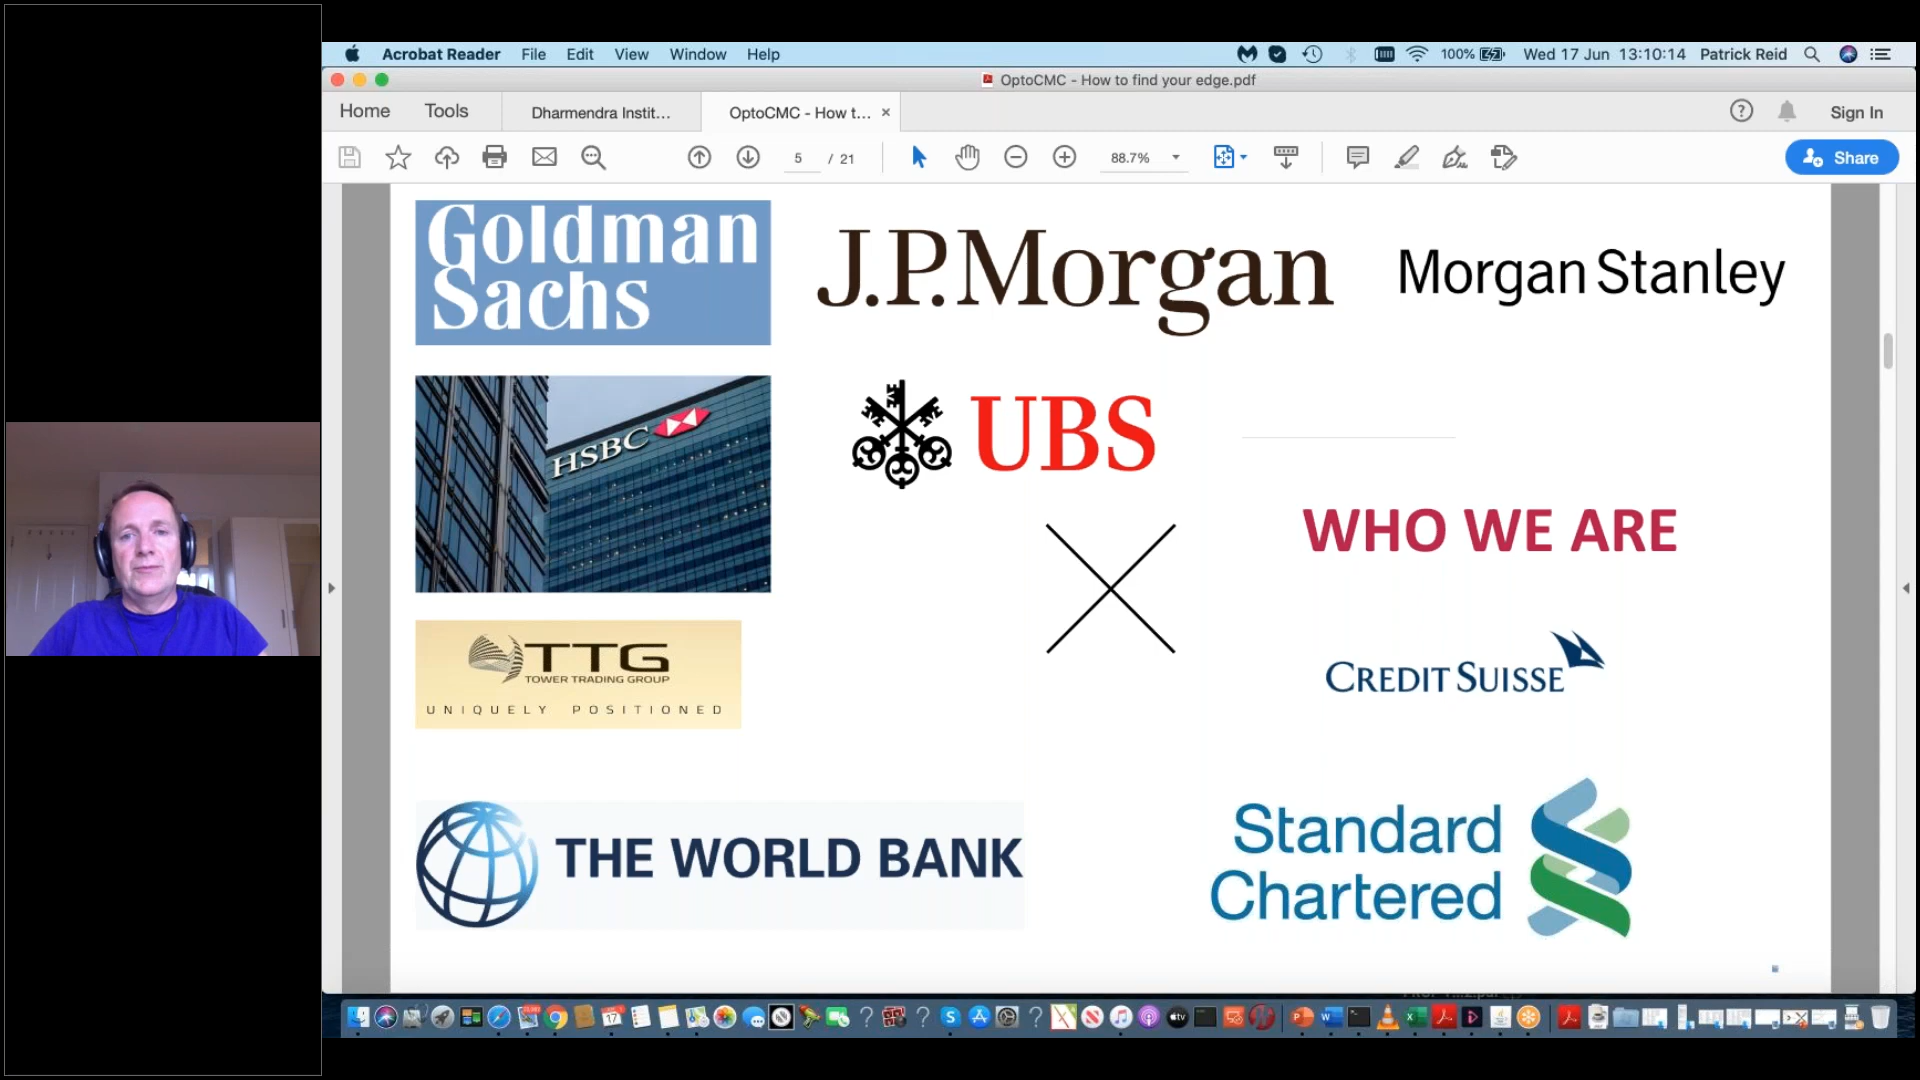 Acrobat Reader File Edit View Window Help 100% Wed 17 Jun 13:10:14 Patrick Reid
OptoCMC - How to find your edge.pdf
Home Tools Dharmendra Instit... OptoCMC - How t... × ? Sign In
5 / 21 88.7% Share
Goldman
Sachs
J.P.Morgan
Morgan Stanley
HSBC
UBS
WHO WE ARE
TTG
TOWER TRADING GROUP
UNIQUELY POSITIONED
CREDIT SUISSE
THE WORLD BANK
Standard
Chartered